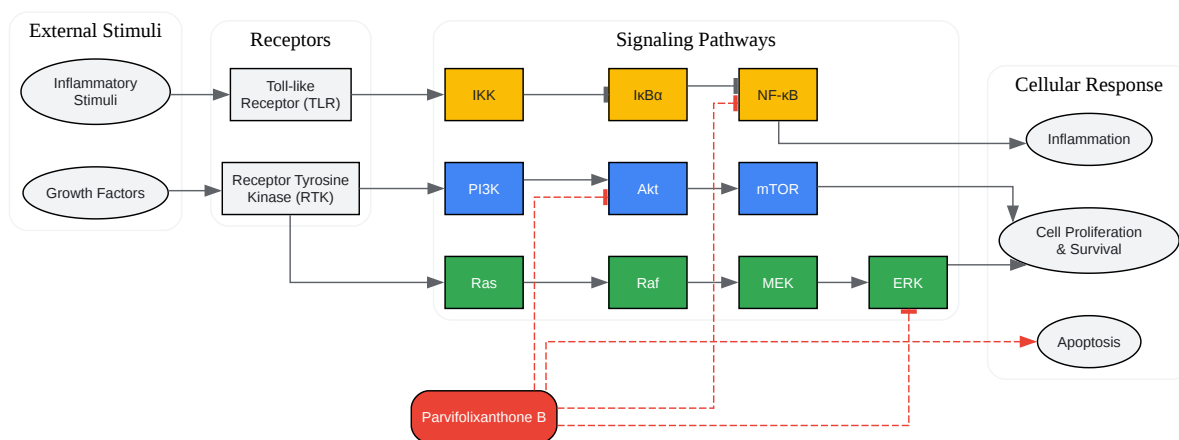 External Stimuli
Receptors
Signaling Pathways
Cellular Response
Inflammatory
Stimuli
Toll-like
Receptor (TLR)
IKK
IκBα
NF-κB
Inflammation
Growth Factors
Receptor Tyrosine
Kinase (RTK)
PI3K
Akt
mTOR
Cell Proliferation
& Survival
Ras
Raf
MEK
ERK
Apoptosis
Parvifolixanthone B